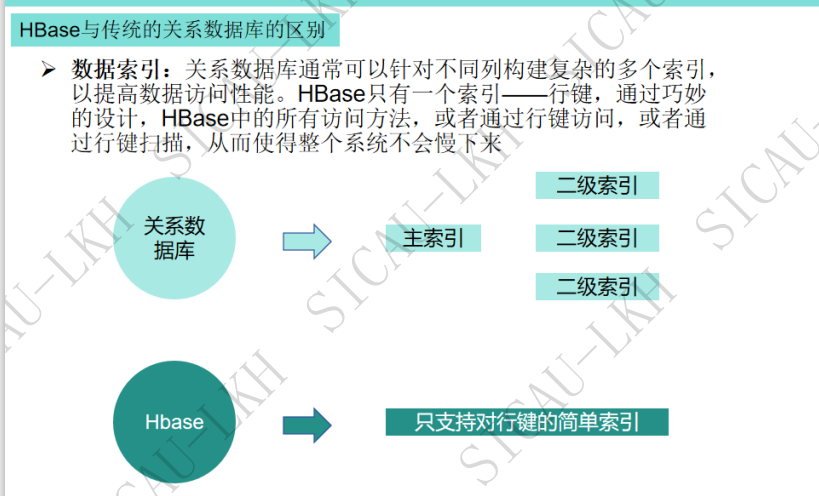 HBase与传统的关系数据库的区别
➢ 数据索引：关系数据库通常可以针对不同列构建复杂的多个索引，
以提高数据访问性能。HBase只有一个索引——行键，通过巧妙
的设计，HBase中的所有访问方法，或者通过行键访问，或者通
过行键扫描，从而使得整个系统不会慢下来
关系数
据库
主索引
二级索引
二级索引
二级索引
Hbase
只支持对行键的简单索引
SICAU-LKH
SICAU-LKH
SICAU-LKH
SICAU-LKH